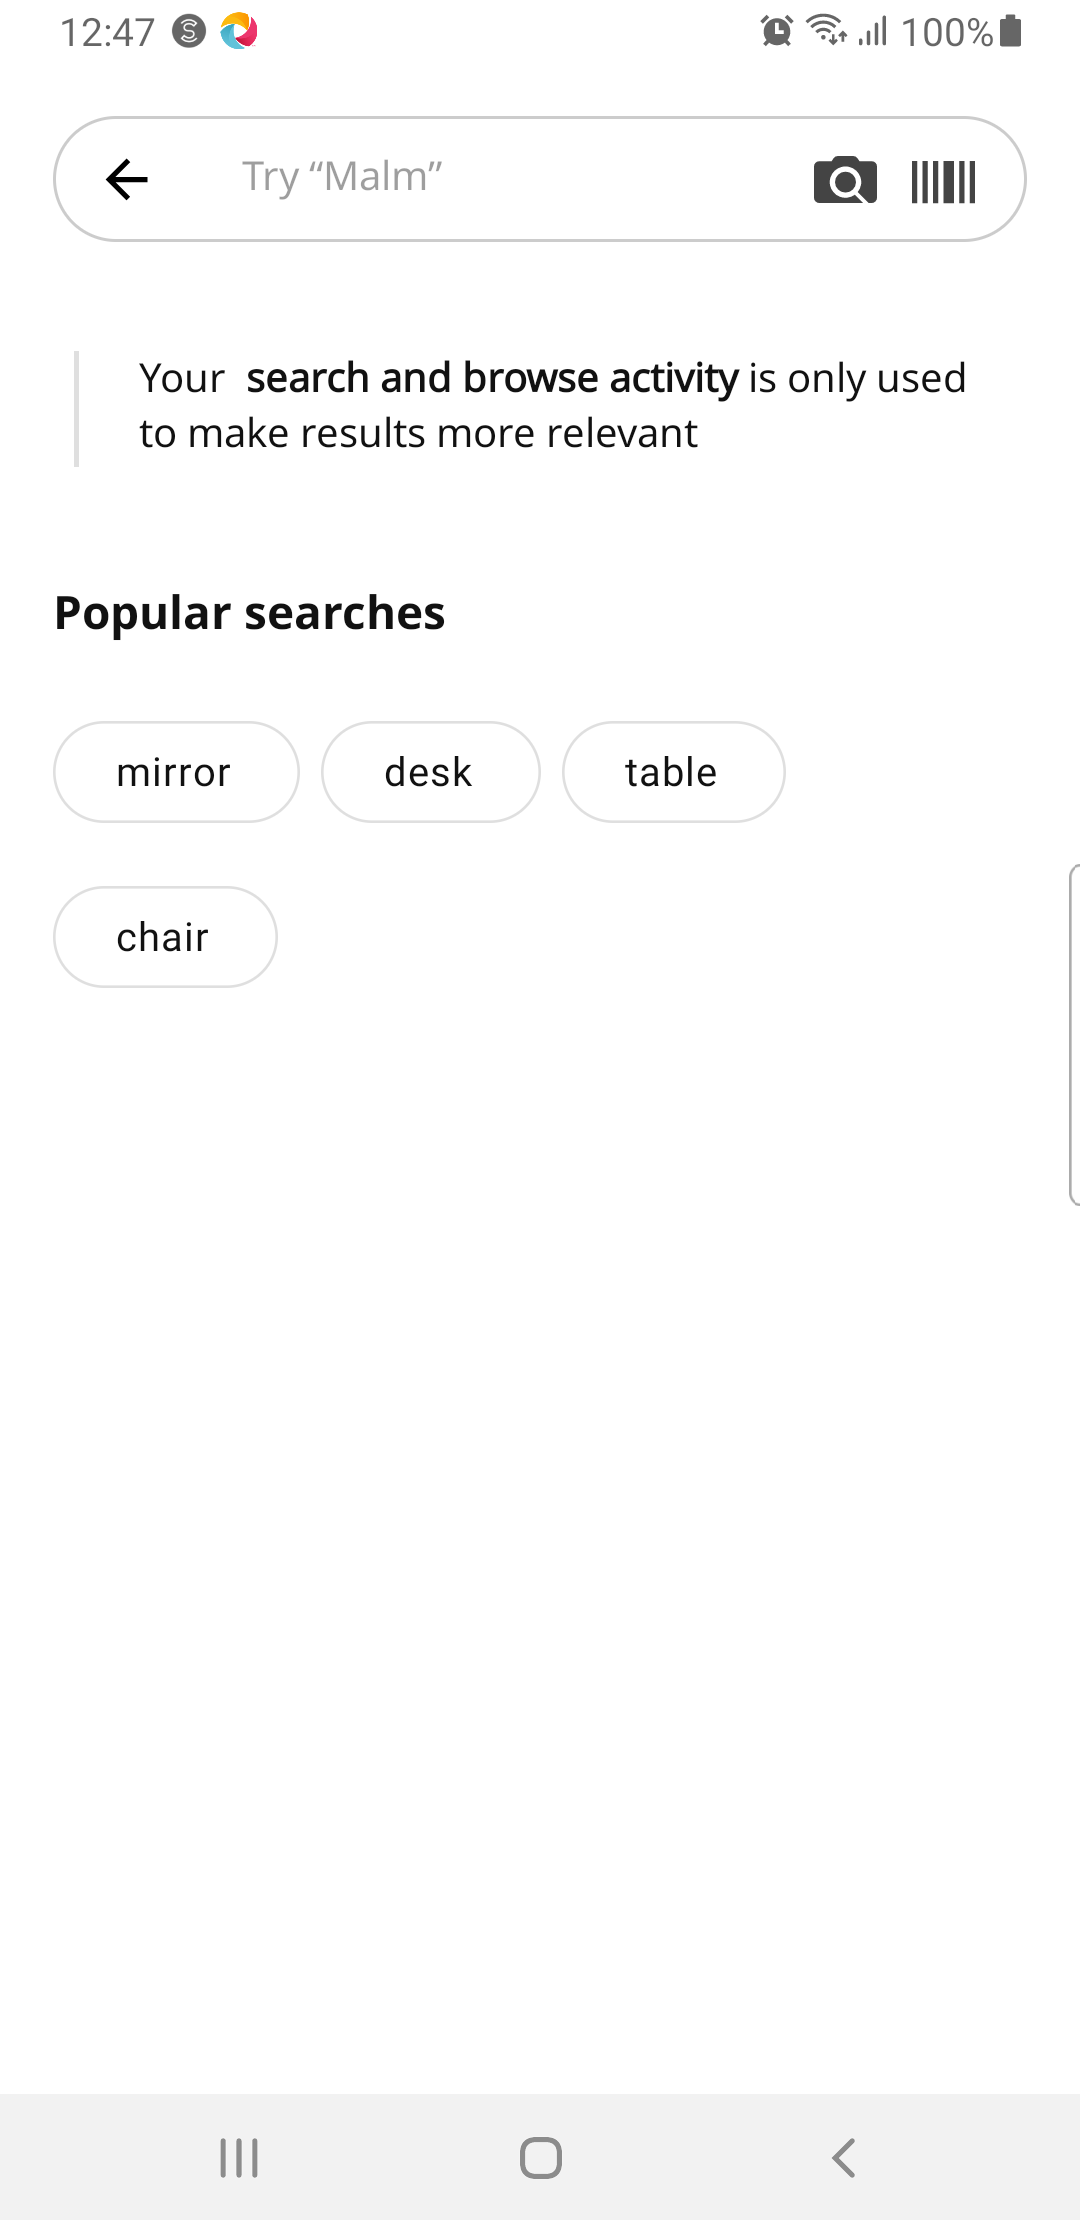 12:47 100%
Try “Malm”
Your search and browse activity is only used
to make results more relevant
Popular searches
mirror desk table
chair